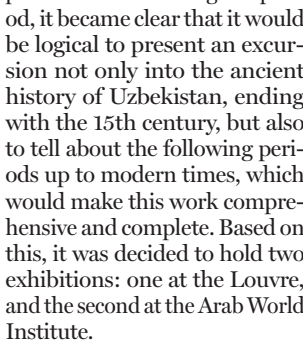 od, it became clear that it would
be logical to present an excur-
sion not only into the ancient
history of Uzbekistan, ending
with the 15th century, but also
to tell about the following peri-
ods up to modern times, which
would make this work compre-
hensive and complete. Based on
this, it was decided to hold two
exhibitions: one at the Louvre,
and the second at the Arab World
Institute.